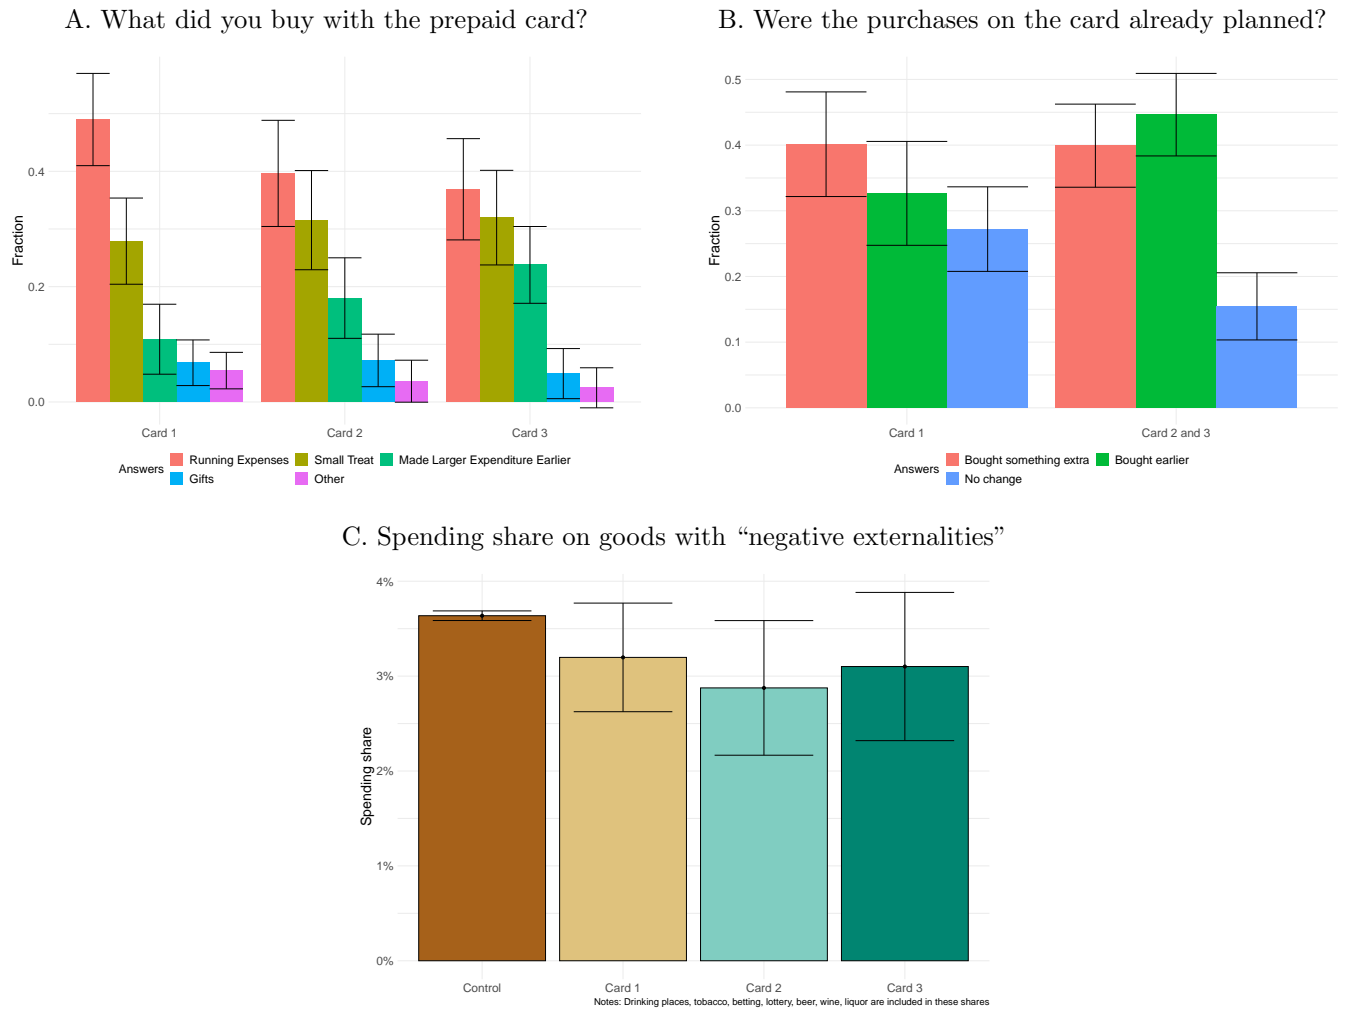 A. What did you buy with the prepaid card?
Fraction
0.4
0.2
0.0
Card 1 Card 2 Card 3
Answers Running Expenses Small Treat Made Larger Expenditure Earlier
Gifts Other
B. Were the purchases on the card already planned?
Fraction
0.5
0.4
0.3
0.2
0.1
0.0
Card 1 Card 2 and 3
Answers Bought something extra Bought earlier
No change
C. Spending share on goods with “negative externalities”
Spending share
4%
3%
2%
1%
0%
Control Card 1 Card 2 Card 3
Notes: Drinking places, tobacco, betting, lottery, beer, wine, liquor are included in these shares